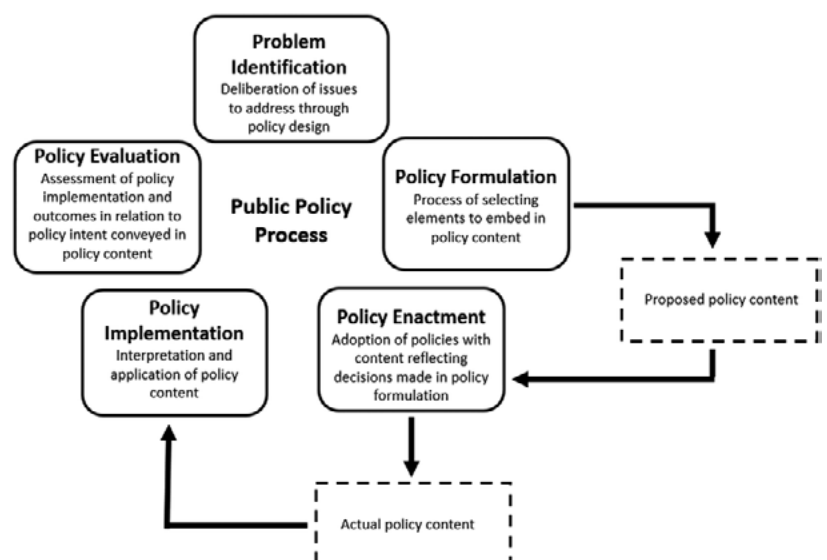 Problem
Identification
Deliberation of issues
to address through
policy design
Policy Evaluation
Assessment of policy
implementation and
outcomes in relation to
policy intent conveyed in
policy content
Public Policy
Process
Policy Formulation
Process of selecting
elements to embed in
policy content
Proposed policy content
Policy
Implementation
Interpretation and
application of policy
content
Policy Enactment
Adoption of policies with
content reflecting
decisions made in policy
formulation
Actual policy content